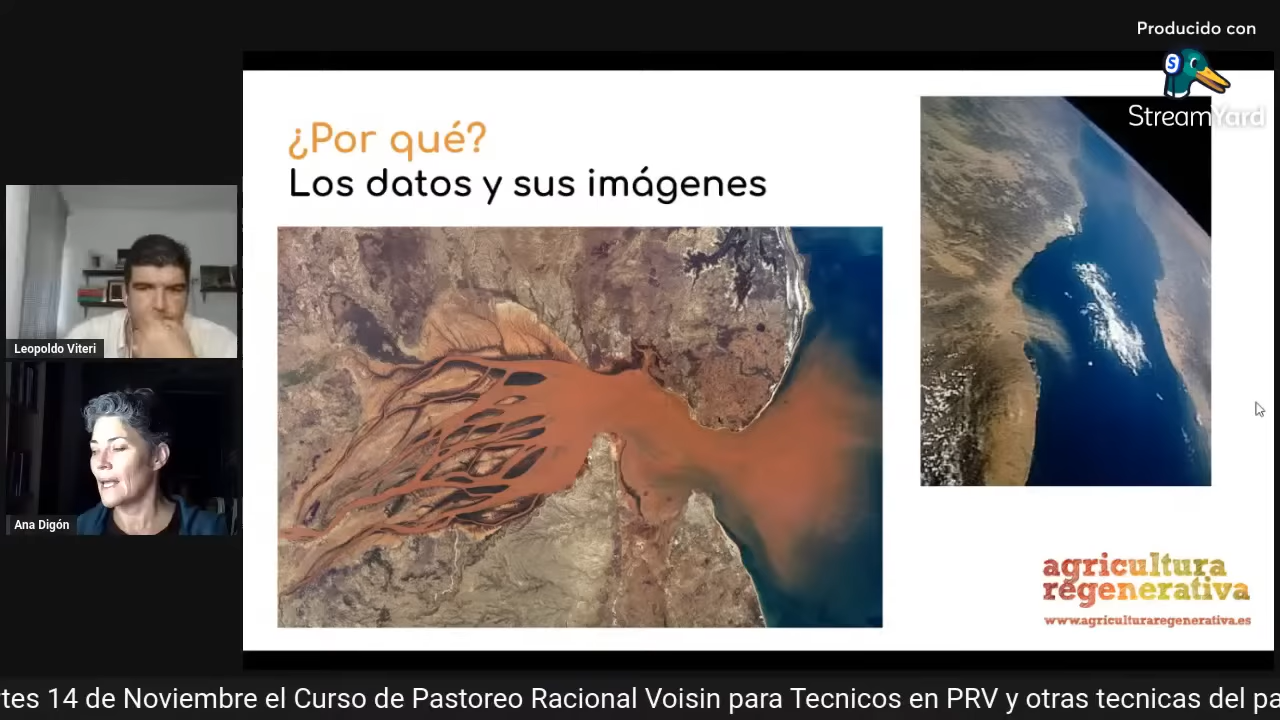 Producido con
StreamYard
¿Por qué?
Los datos y sus imágenes
Leopoldo Viteri
Ana Digón
agricultura
regenerativa
www.agriculturaregenerativa.es
tes 14 de Noviembre el Curso de Pastoreo Racional Voisin para Tecnicos en PRV y otras tecnicas del pa